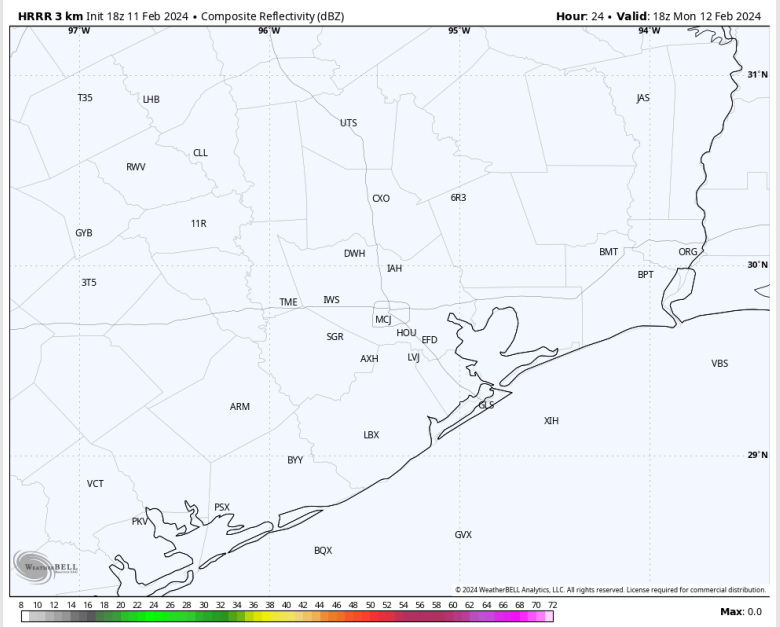 HRRR 3 km Init 18z 11 Feb 2024 • Composite Reflectivity (dBZ) Hour: 24 • Valid: 18z Mon 12 Feb 2024
97°W 96°W 95°W 94°W
31°N
T35 LHB JAS
UTS
CLL
RWV
CXO 6R3
11R
GYB
DWH BMT ORG
IAH 30°N
BPT
3T5
TME IWS
MCJ
HOU
SGR EFD
AXH LVJ
VBS
ARM GLS
XIH
LBX
29°N
BYY
VCT
PSX
PKV
GVX
BQX
WEATHERBELL
© 2024 WeatherBELL Analytics, LLC. All rights reserved. License required for commercial distribution.
8 10 12 14 16 18 20 22 24 26 28 30 32 34 36 38 40 42 44 46 48 50 52 54 56 58 60 62 64 66 68 70 72
Max: 0.0